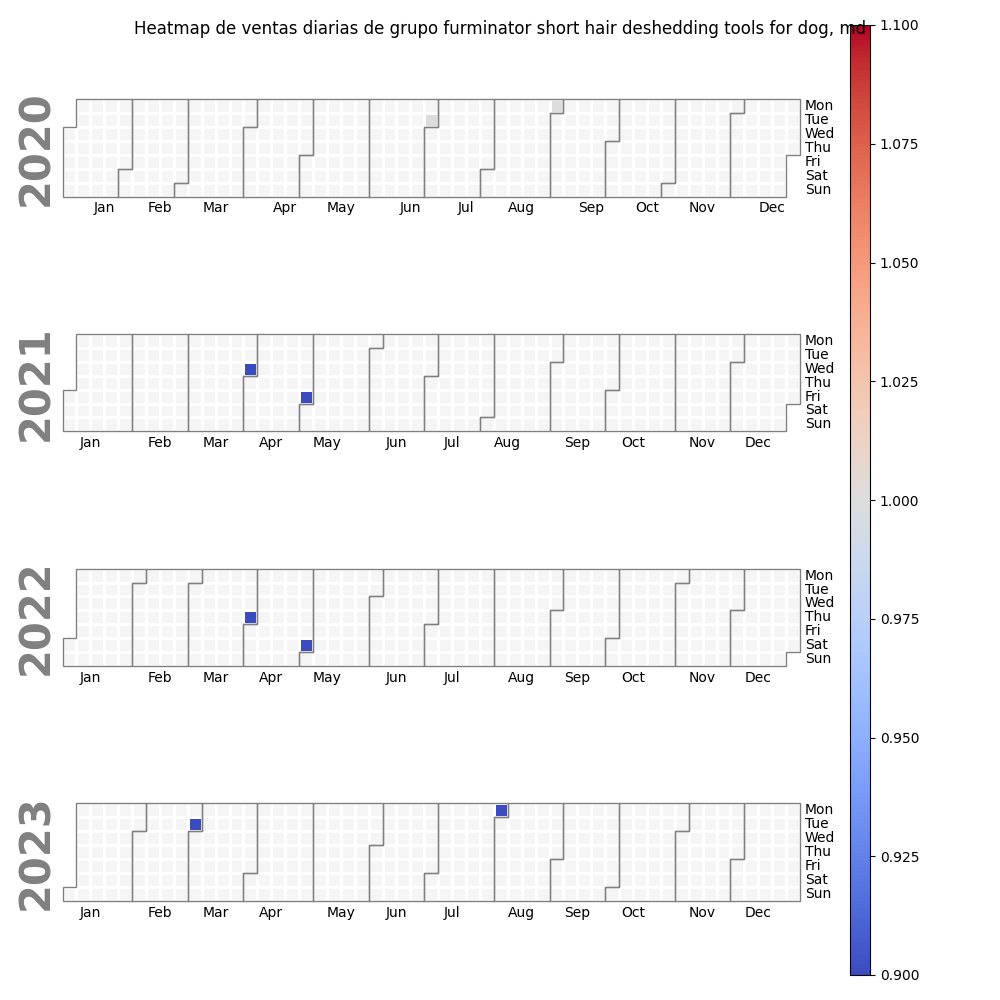 Heatmap de ventas diarias de grupo furminator short hair deshedding tools for dog, md
2020
Mon
Tue
Wed
Thu
Fri
Sat
Sun
Jan Feb Mar Apr May Jun Jul Aug Sep Oct Nov Dec
2021
Mon
Tue
Wed
Thu
Fri
Sat
Sun
Jan Feb Mar Apr May Jun Jul Aug Sep Oct Nov Dec
2022
Mon
Tue
Wed
Thu
Fri
Sat
Sun
Jan Feb Mar Apr May Jun Jul Aug Sep Oct Nov Dec
2023
Mon
Tue
Wed
Thu
Fri
Sat
Sun
Jan Feb Mar Apr May Jun Jul Aug Sep Oct Nov Dec
1.100
1.075
1.050
1.025
1.000
0.975
0.950
0.925
0.900